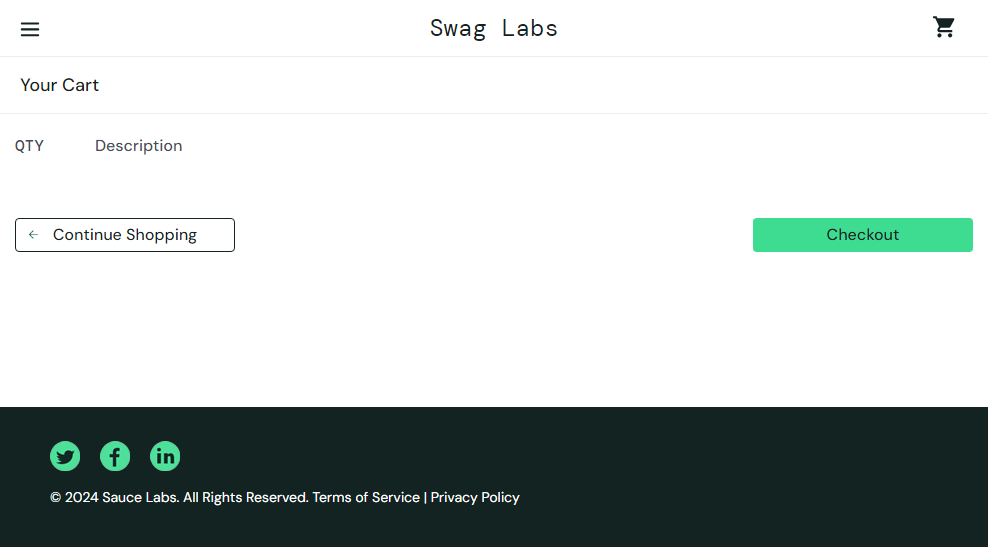 Swag Labs
Your Cart
QTY Description
Continue Shopping Checkout
© 2024 Sauce Labs. All Rights Reserved. Terms of Service | Privacy Policy